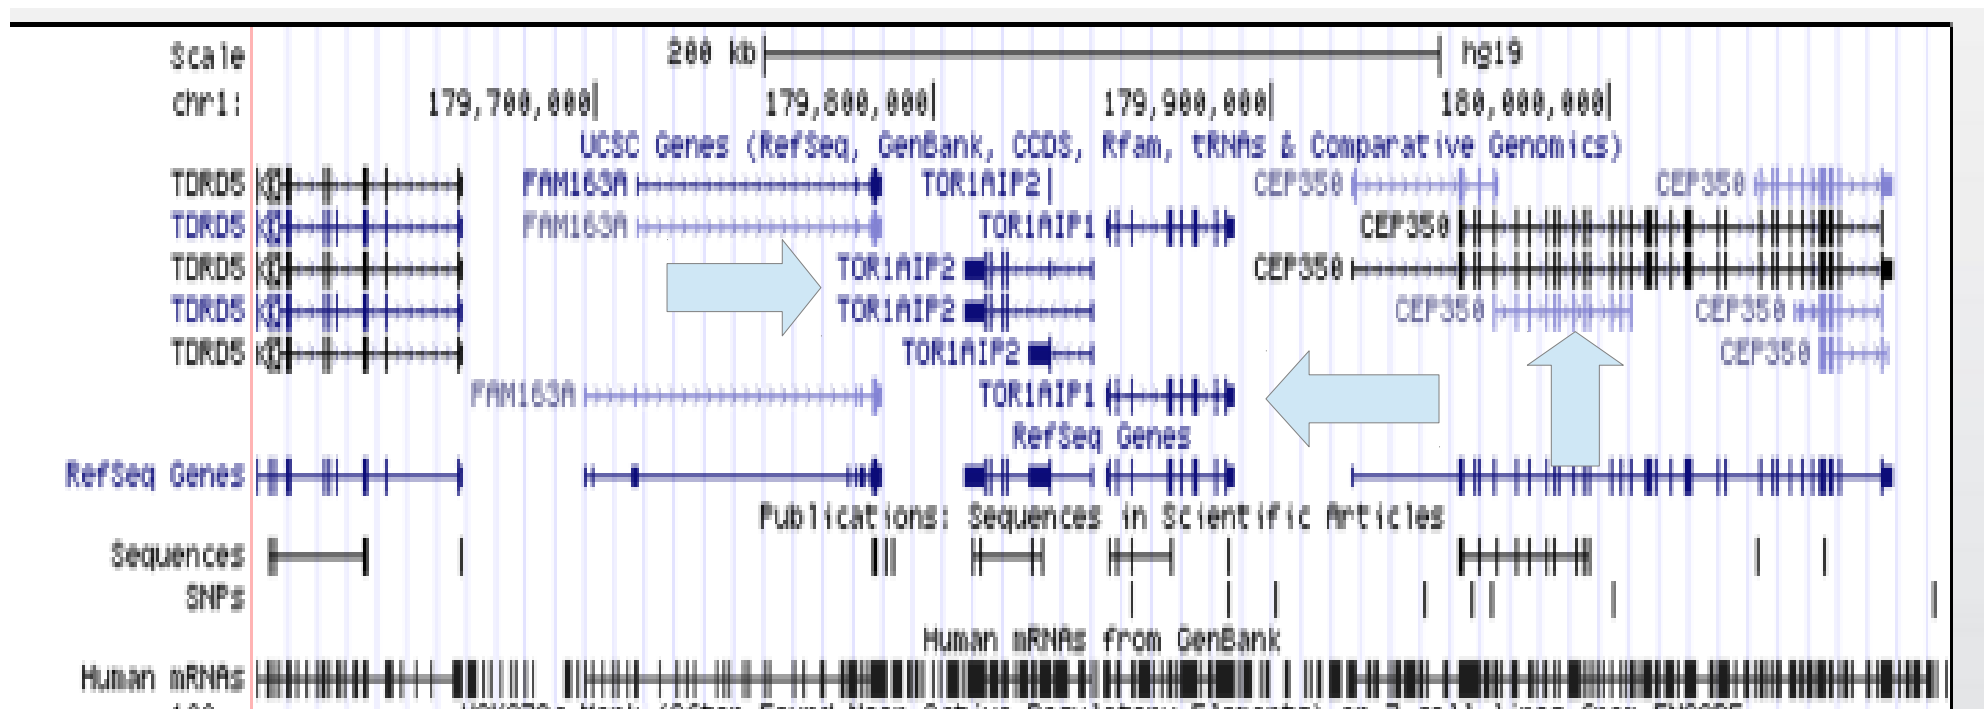 Scale 200 kb hg19
chr1: 179,700,000 179,800,000 179,900,000 180,000,000
UCSC Genes (RefSeq, GenBank, CCDS, Rfam, tRNAs & Comparative Genomics)
TDRD5 FAM163A TOR1AIP2 CEP350 CEP350
TDRD5 FAM163A TOR1AIP1 CEP350
TDRD5 TOR1AIP2 CEP350
TDRD5 TOR1AIP2 CEP350 CEP350
TDRD5 TOR1AIP2 CEP350
FAM163A TOR1AIP1
RefSeq Genes
RefSeq Genes
Publications: Sequences in Scientific Articles
Sequences
SNPs
Human mRNAs from GenBank
Human mRNAs